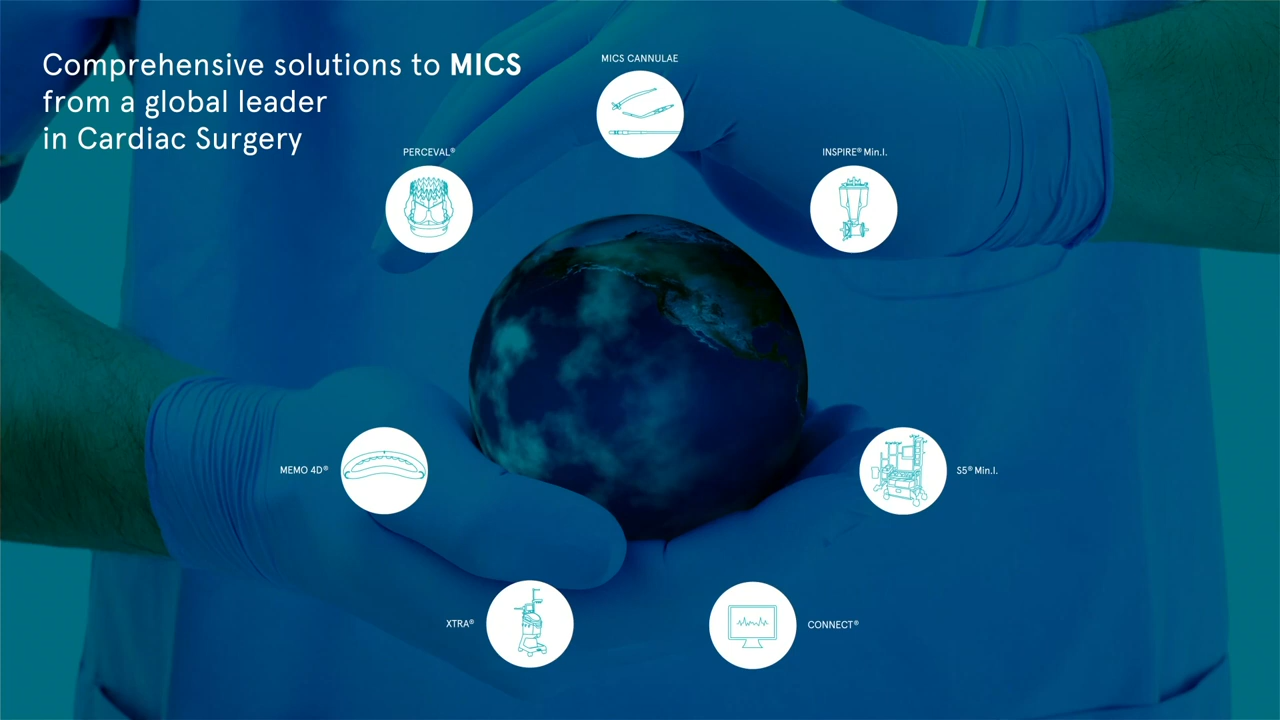 Comprehensive solutions to MICS
from a global leader
in Cardiac Surgery
MICS CANNULAE
PERCEVAL®
INSPIRE® Min.I.
MEMO 4D®
S5® Min.I.
XTRA®
CONNECT®